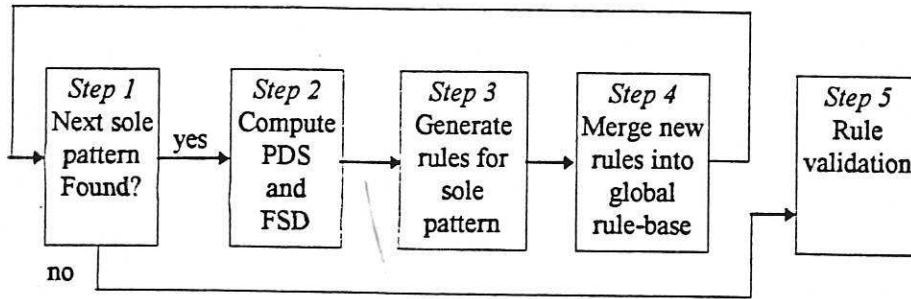 Step 1
Next sole
pattern
Found?
yes
no
Step 2
Compute
PDS
and
FSD
Step 3
Generate
rules for
sole
pattern
Step 4
Merge new
rules into
global
rule-base
Step 5
Rule
validation